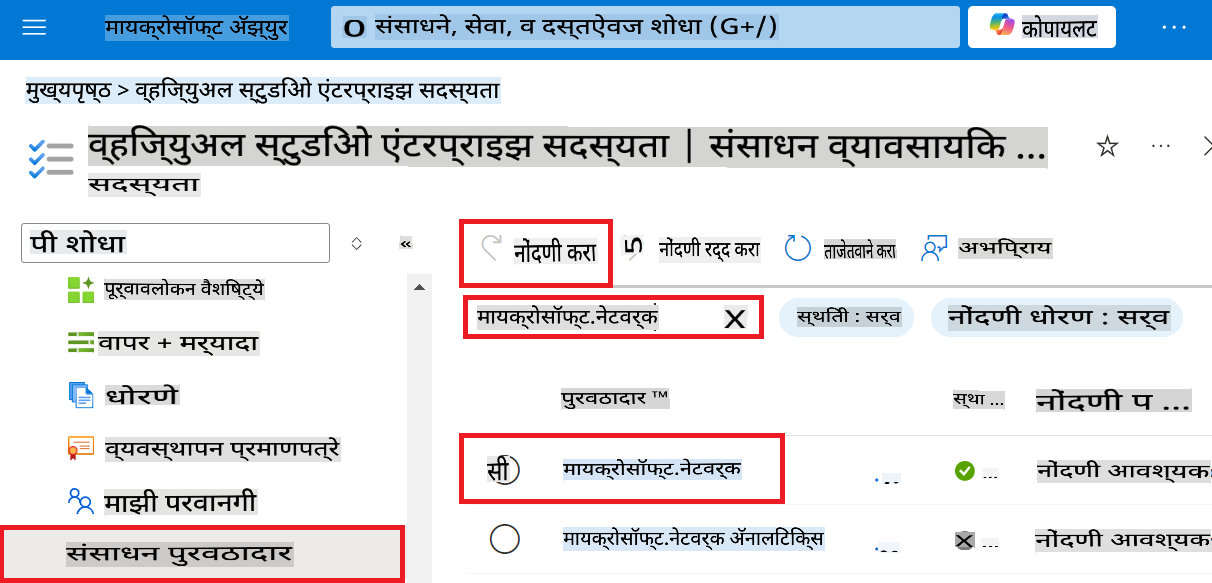 मायक्रोसॉफ्ट अ‍ॅझ्युर
संसाधने, सेवा, व दस्तऐवज शोधा (G+/)
कोपायलट
मुख्यपृष्ठ > व्हिज्युअल स्टुडिओ एंटरप्राइझ सदस्यता
व्हिज्युअल स्टुडिओ एंटरप्राइझ सदस्यता | संसाधन व्यावसायिक ...
सदस्यता
पी शोधा
«
नोंदणी करा
नोंदणी रद्द करा
ताजेतवाने करा
अभिप्राय
पूर्वावलोकन वैशिष्ट्ये
मायक्रोसॉफ्ट.नेटवर्क
स्थिती : सर्व
नोंदणी धोरण : सर्व
वापर + मर्यादा
धोरणे
पुरवठादार ™
स्था ...
नोंदणी प ...
व्यवस्थापन प्रमाणपत्रे
सी
मायक्रोसॉफ्ट.नेटवर्क
...
नोंदणी आवश्यक
माझी परवानगी
संसाधन पुरवठादार
मायक्रोसॉफ्ट.नेटवर्क अ‍ॅनालिटिक्स
...
नोंदणी आवश्यक